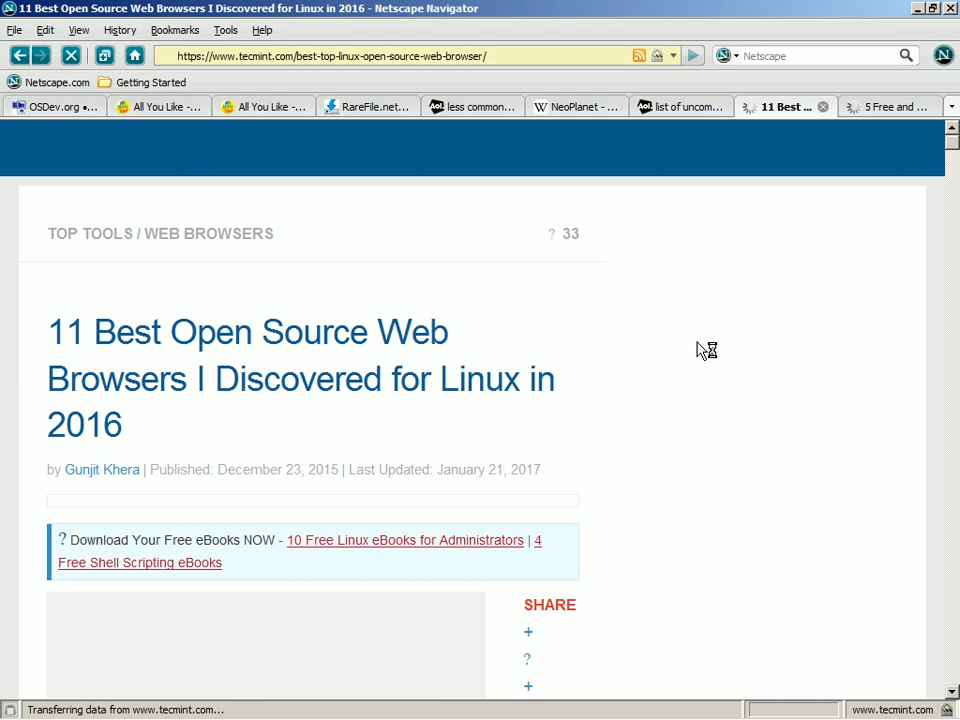 11 Best Open Source Web Browsers I Discovered for Linux in 2016 - Netscape Navigator
File Edit View History Bookmarks Tools Help
https://www.tecmint.com/best-top-linux-open-source-web-browser/
Netscape
Netscape.com Getting Started
OSDev.org •... All You Like -... All You Like -... RareFile.net... less common... NeoPlanet - ... list of uncom... 11 Best ... 5 Free and ...
TOP TOOLS / WEB BROWSERS
? 33
11 Best Open Source Web
Browsers I Discovered for Linux in
2016
by Gunjit Khera | Published: December 23, 2015 | Last Updated: January 21, 2017
? Download Your Free eBooks NOW - 10 Free Linux eBooks for Administrators | 4
Free Shell Scripting eBooks
SHARE
+
?
+
Transferring data from www.tecmint.com...
www.tecmint.com